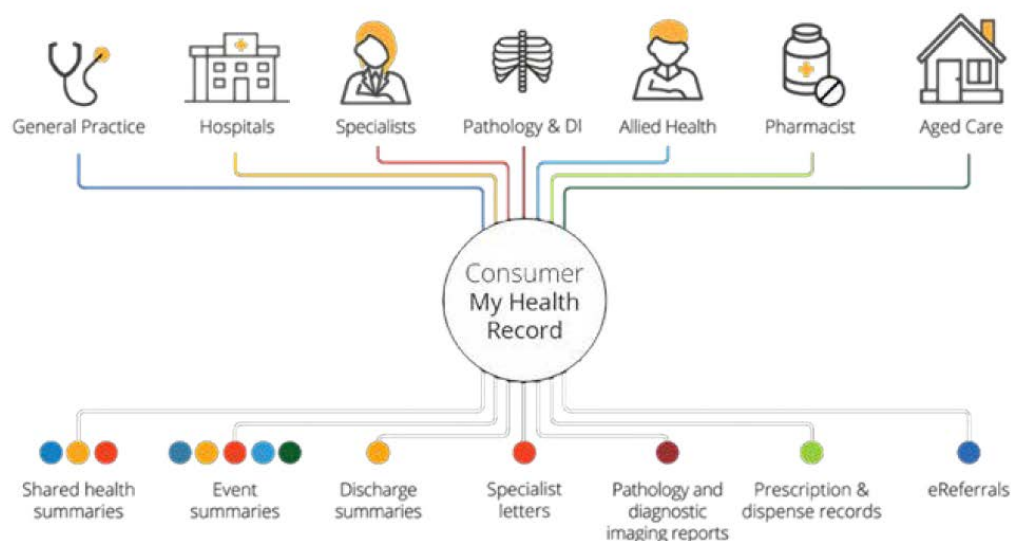 General Practice
Hospitals
Specialists
Pathology & DI
Allied Health
Pharmacist
Aged Care
Consumer
My Health
Record
Shared health
summaries
Event
summaries
Discharge
summaries
Specialist
letters
Pathology and
diagnostic
imaging reports
Prescription &
dispense records
eReferrals